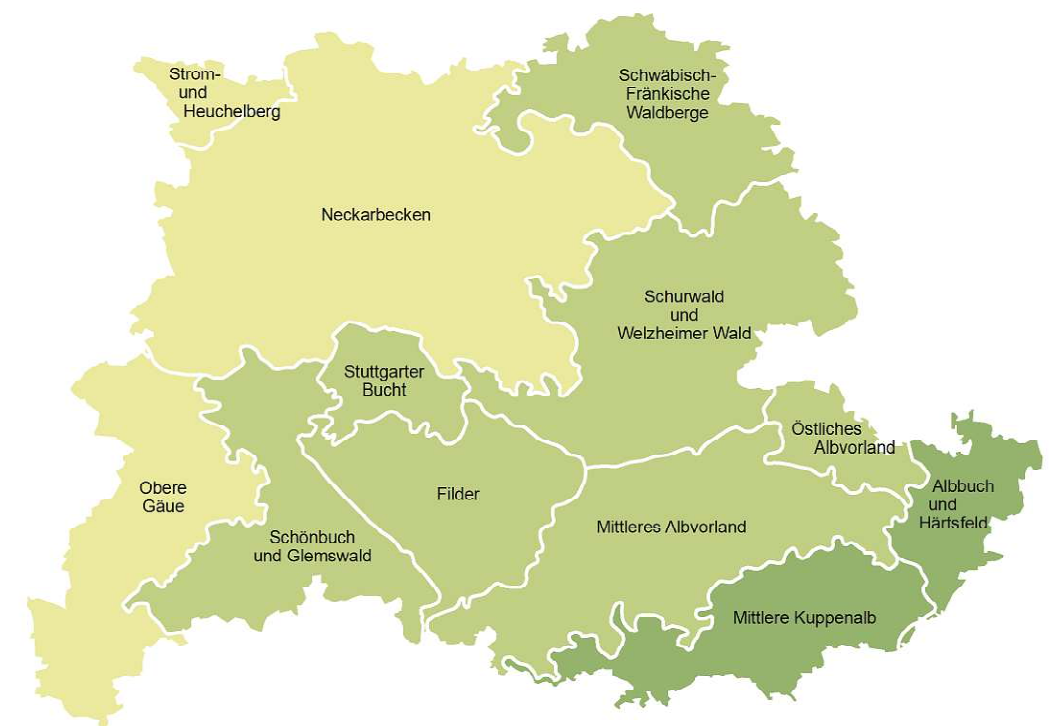 Strom-
und
Heuchelberg
Schwäbisch-
Fränkische
Waldberge
Neckarbecken
Schurwald
und
Welzheimer Wald
Stuttgarter
Bucht
Östliches
Albvorland
Obere
Gäue
Filder
Albbuch
und
Härtsfeld
Mittleres Albvorland
Schönbuch
und Glemswald
Mittlere Kuppenalb